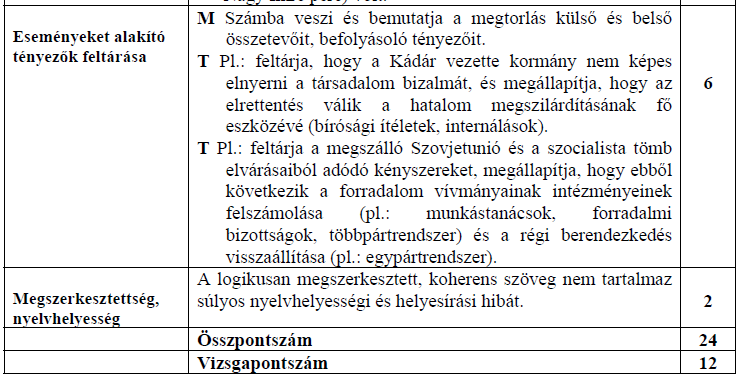 M Számba veszi és bemutatja a megtorlás külső és belső
összetevőit, befolyásoló tényezőit.
T Pl.: feltárja, hogy a Kádár vezette kormány nem képes
elnyerni a társadalom bizalmát, és megállapítja, hogy az
elrettentés válik a hatalom megszilárdításának fő
eszközévé (bírósági ítéletek, internálások).
T Pl.: feltárja a megszálló Szovjetunió és a szocialista tömb
elvárásaiból adódó kényszereket, megállapítja, hogy ebből
következik a forradalom vívmányainak intézményeinek
felszámolása (pl.: munkástanácsok, forradalmi
bizottságok, többpártrendszer) és a régi berendezkedés
visszaállítása (pl.: egypártrendszer).
Eseményeket alakító
tényezők feltárása
6
A logikusan megszerkesztett, koherens szöveg nem tartalmaz
súlyos nyelvhelyességi és helyesírási hibát.
Megszerkesztettség,
nyelvhelyesség
2
Összpontszám 24
Vizsgapontszám 12